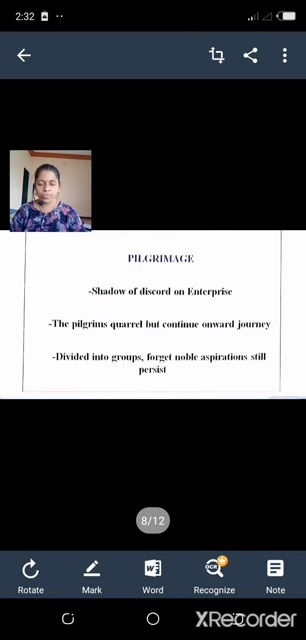 2:32
PILGRIMAGE
-Shadow of discord on Enterprise
-The pilgrims quarrel but continue onward journey
-Divided into groups, forget noble aspirations still
persist
8/12
Rotate Mark Word Recognize Note
OCR
XRecorder